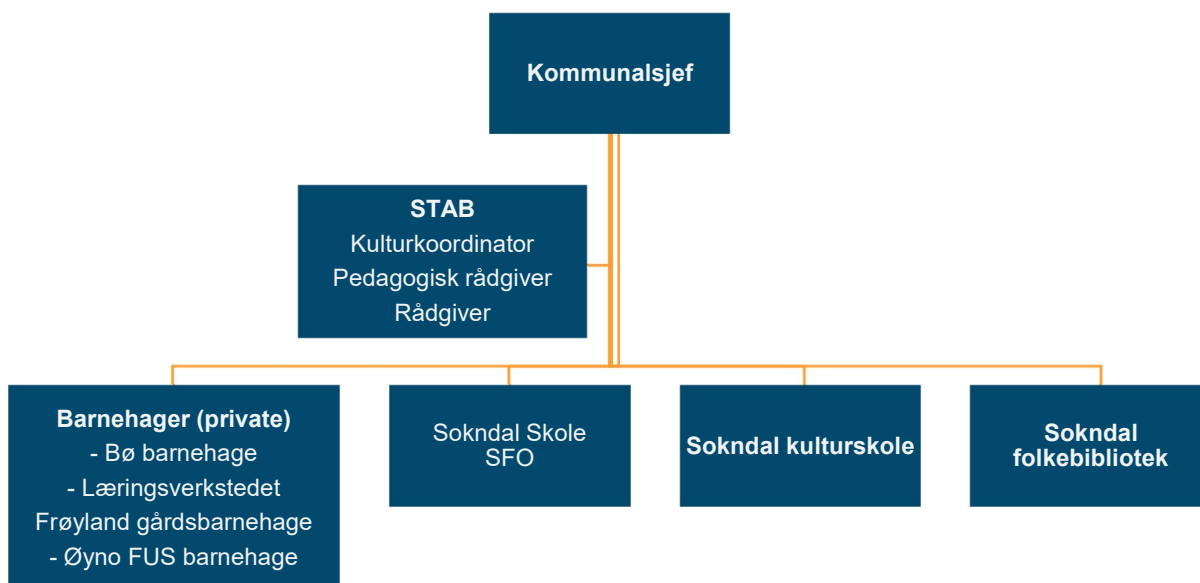 Kommunalsjef
STAB
Kulturkoordinator
Pedagogisk rådgiver
Rådgiver
Barnehager (private)
- Bø barnehage
- Læringsverkstedet
Frøyland gårdsbarnehage
- Øyno FUS barnehage
Sokndal Skole
SFO
Sokndal kulturskole
Sokndal
folkebibliotek